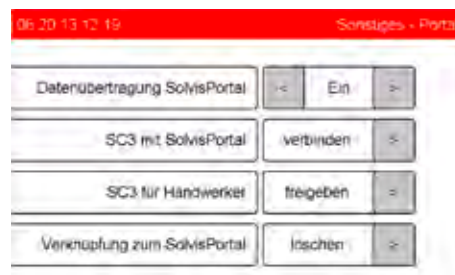 06.20 13:12:19 Sonstiges - Porta
Datenübertragung SolvisPortal < Ein >
SC3 mit SolvisPortal verbinden >
SC3 für Handwerker freigeben >
Verknüpfung zum SolvisPortal löschen >